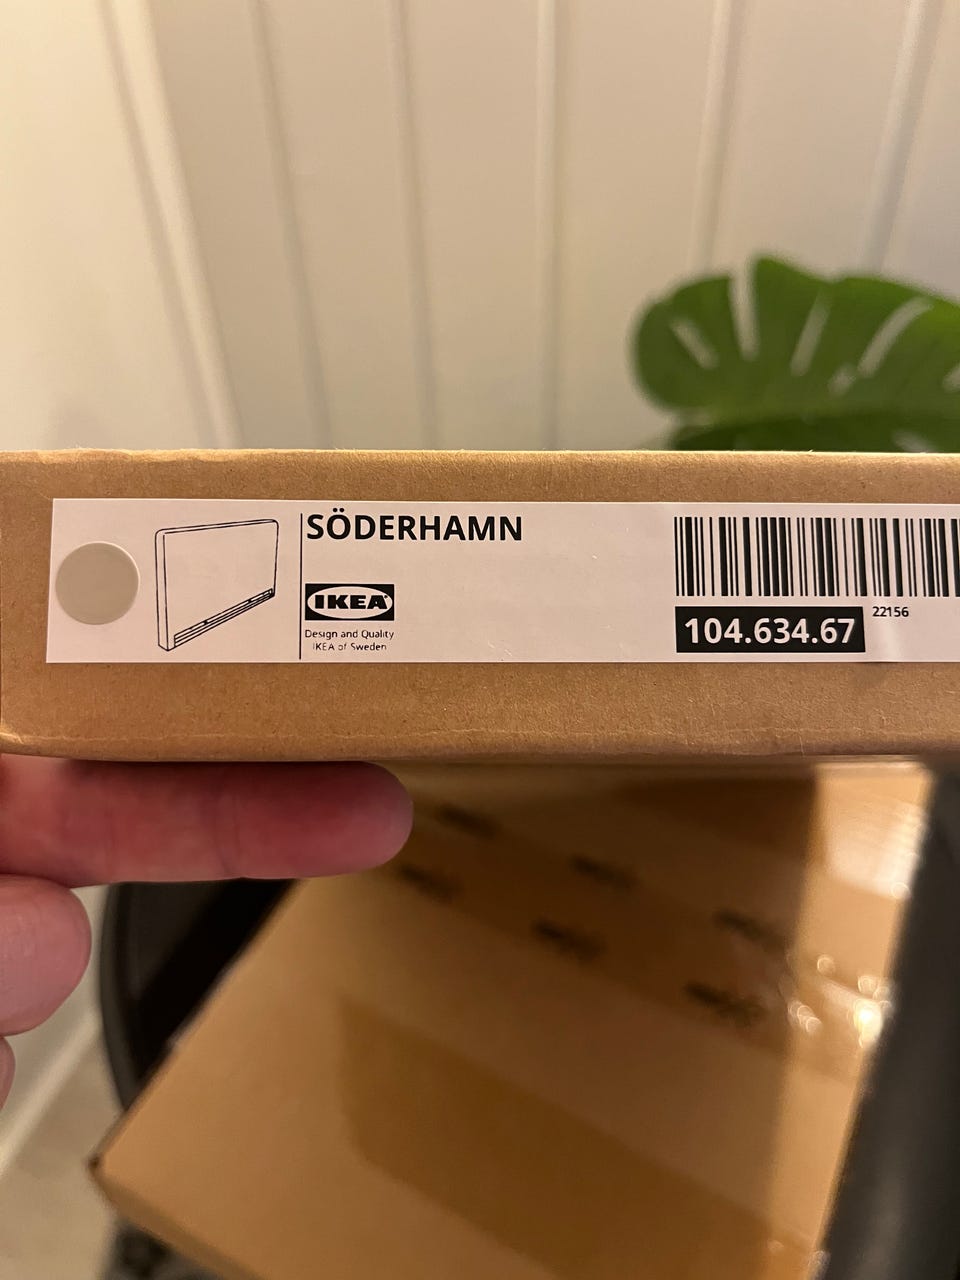 SÖDERHAMN
IKEA
Design and Quality
IKEA of Sweden
22156
104.634.67